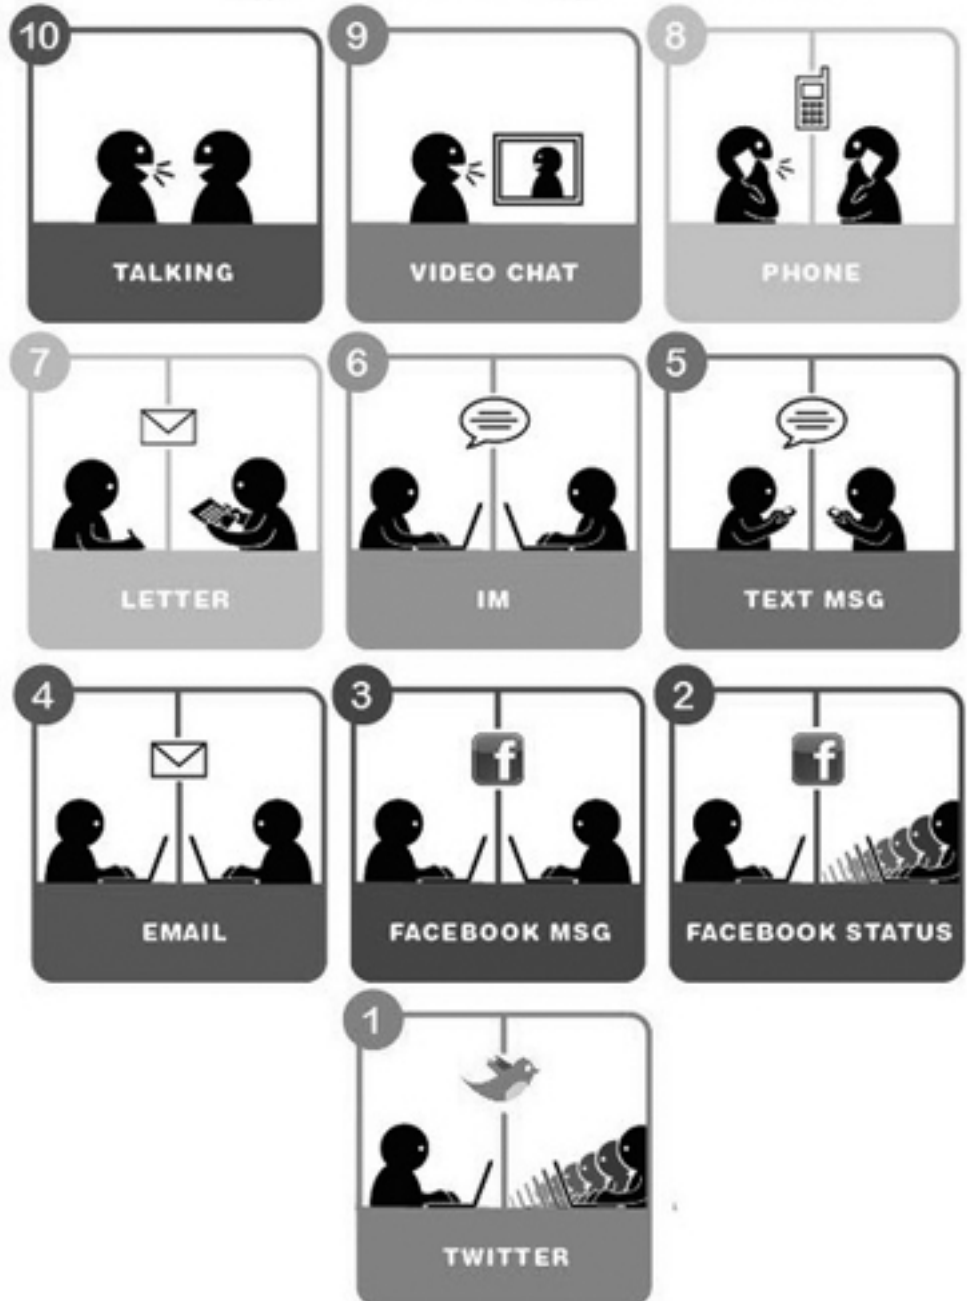 10
9
8
TALKING
VIDEO CHAT
PHONE
7
6
5
LETTER
IM
TEXT MSG
4
3
2
f
f
EMAIL
FACEBOOK MSG
FACEBOOK STATUS
1
TWITTER